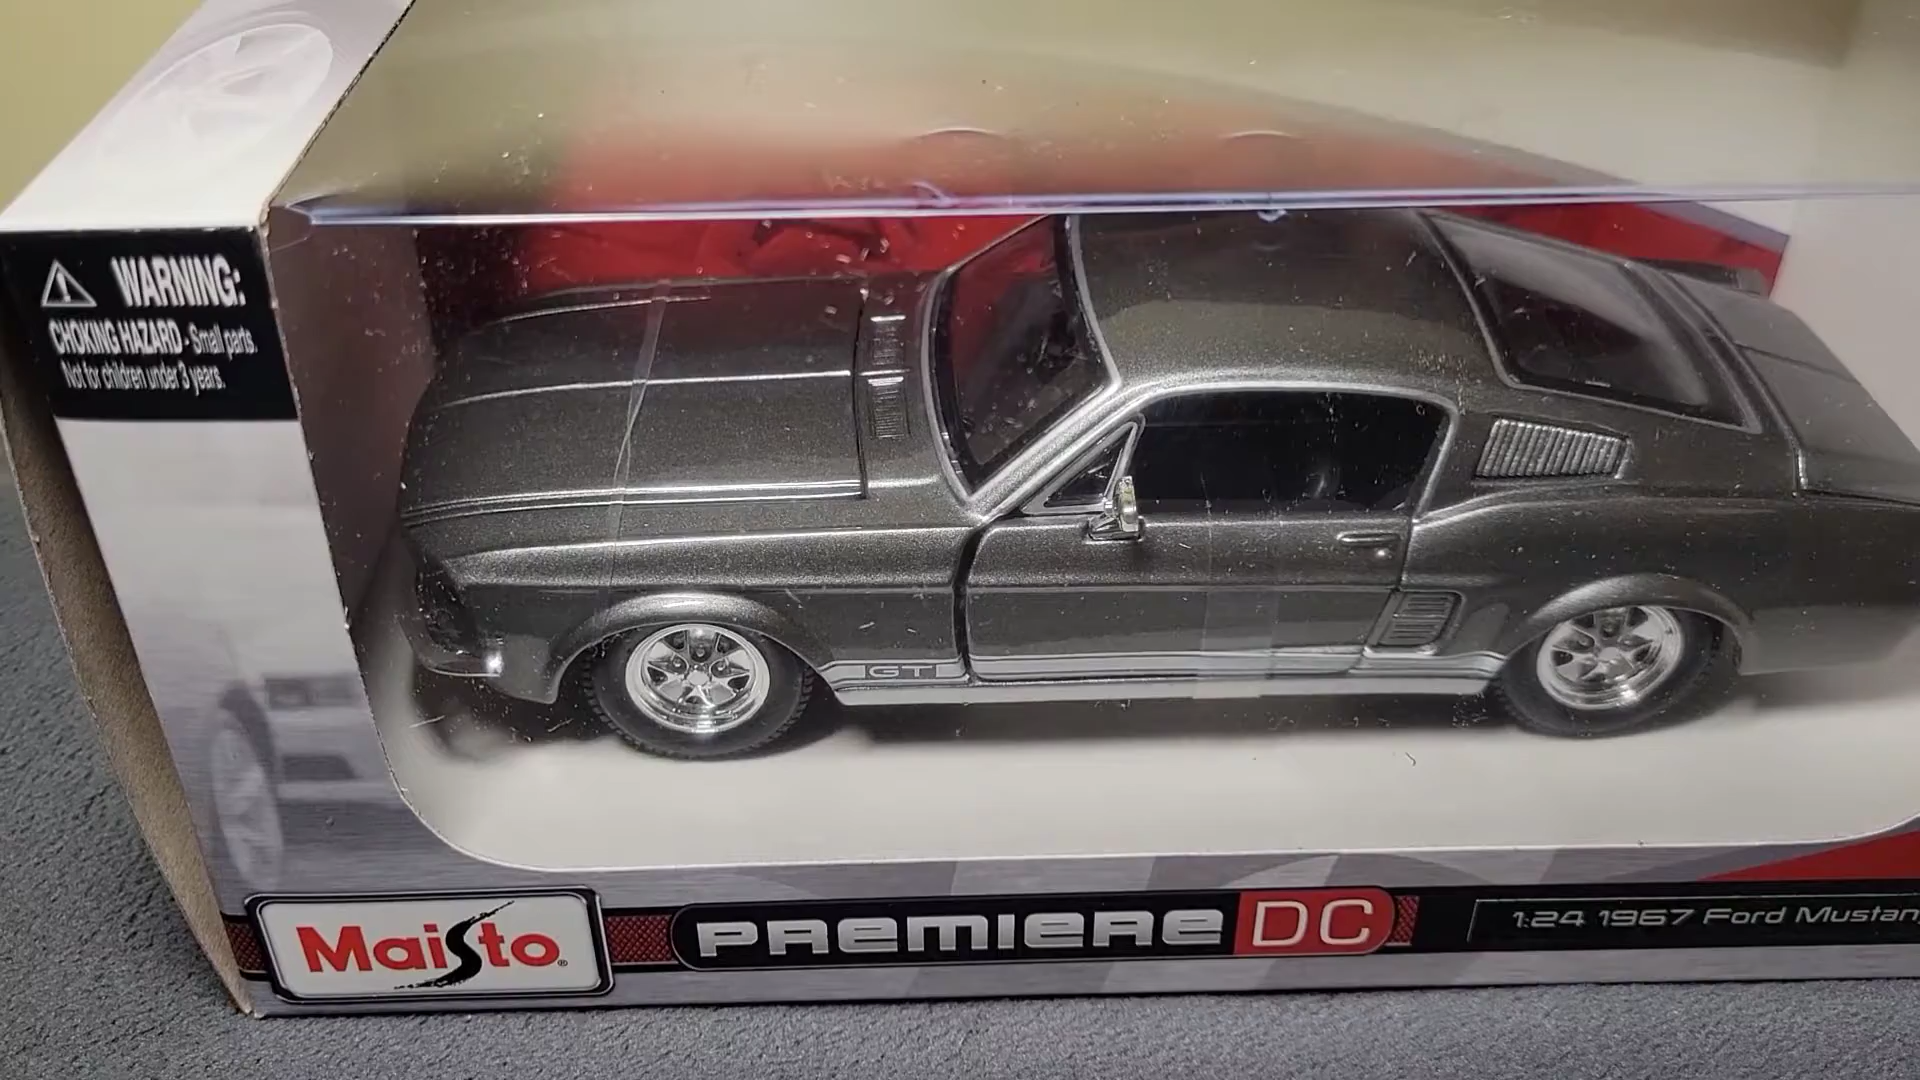 WARNING:
CHOKING HAZARD - Small parts.
Not for children under 3 years.
GT
Maisto®
PREMIERE DC
1:24 1967 Ford Mustan